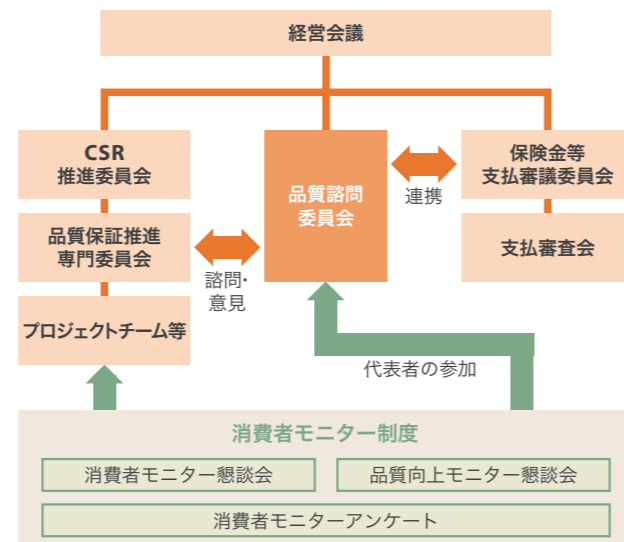 経営会議
CSR
推進委員会
品質諮問
委員会
保険金等
支払審議委員会
連携
品質保証推進
専門委員会
支払審査会
諮問・
意見
プロジェクトチーム等
代表者の参加
消費者モニター制度
消費者モニター懇談会
品質向上モニター懇談会
消費者モニターアンケート